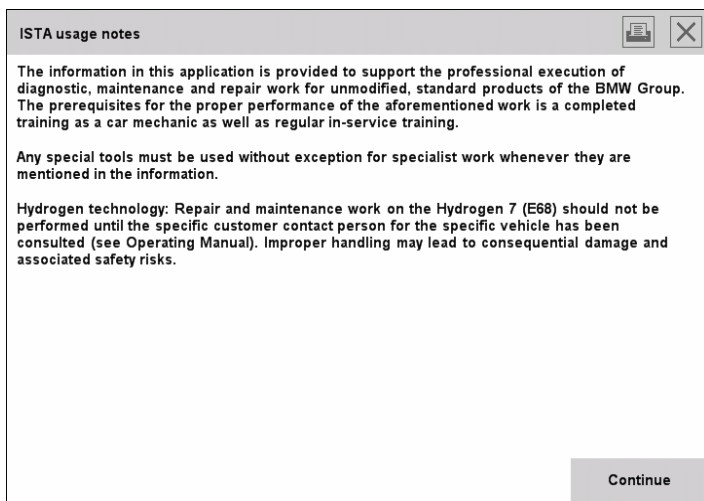 ISTA usage notes
The information in this application is provided to support the professional execution of
diagnostic, maintenance and repair work for unmodified, standard products of the BMW Group.
The prerequisites for the proper performance of the aforementioned work is a completed
training as a car mechanic as well as regular in-service training.
Any special tools must be used without exception for specialist work whenever they are
mentioned in the information.
Hydrogen technology: Repair and maintenance work on the Hydrogen 7 (E68) should not be
performed until the specific customer contact person for the specific vehicle has been
consulted (see Operating Manual). Improper handling may lead to consequential damage and
associated safety risks.
Continue